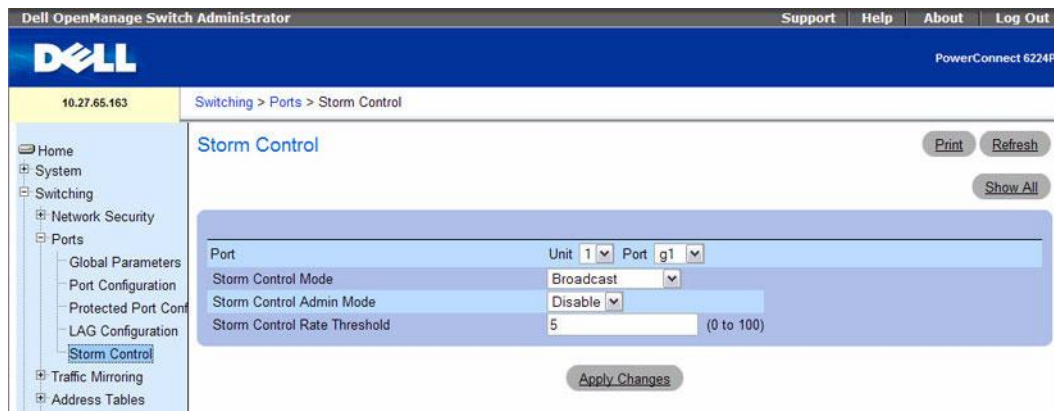 Dell OpenManage Switch Administrator Support Help About Log Out
DELL
PowerConnect 6224P
10.27.65.163
Switching > Ports > Storm Control
Home
System
Switching
Network Security
Ports
Global Parameters
Port Configuration
Protected Port Conf
LAG Configuration
Storm Control
Traffic Mirroring
Address Tables
Storm Control
Print Refresh
Show All
Port Unit 1 Port g1
Storm Control Mode Broadcast
Storm Control Admin Mode Disable
Storm Control Rate Threshold 5 (0 to 100)
Apply Changes